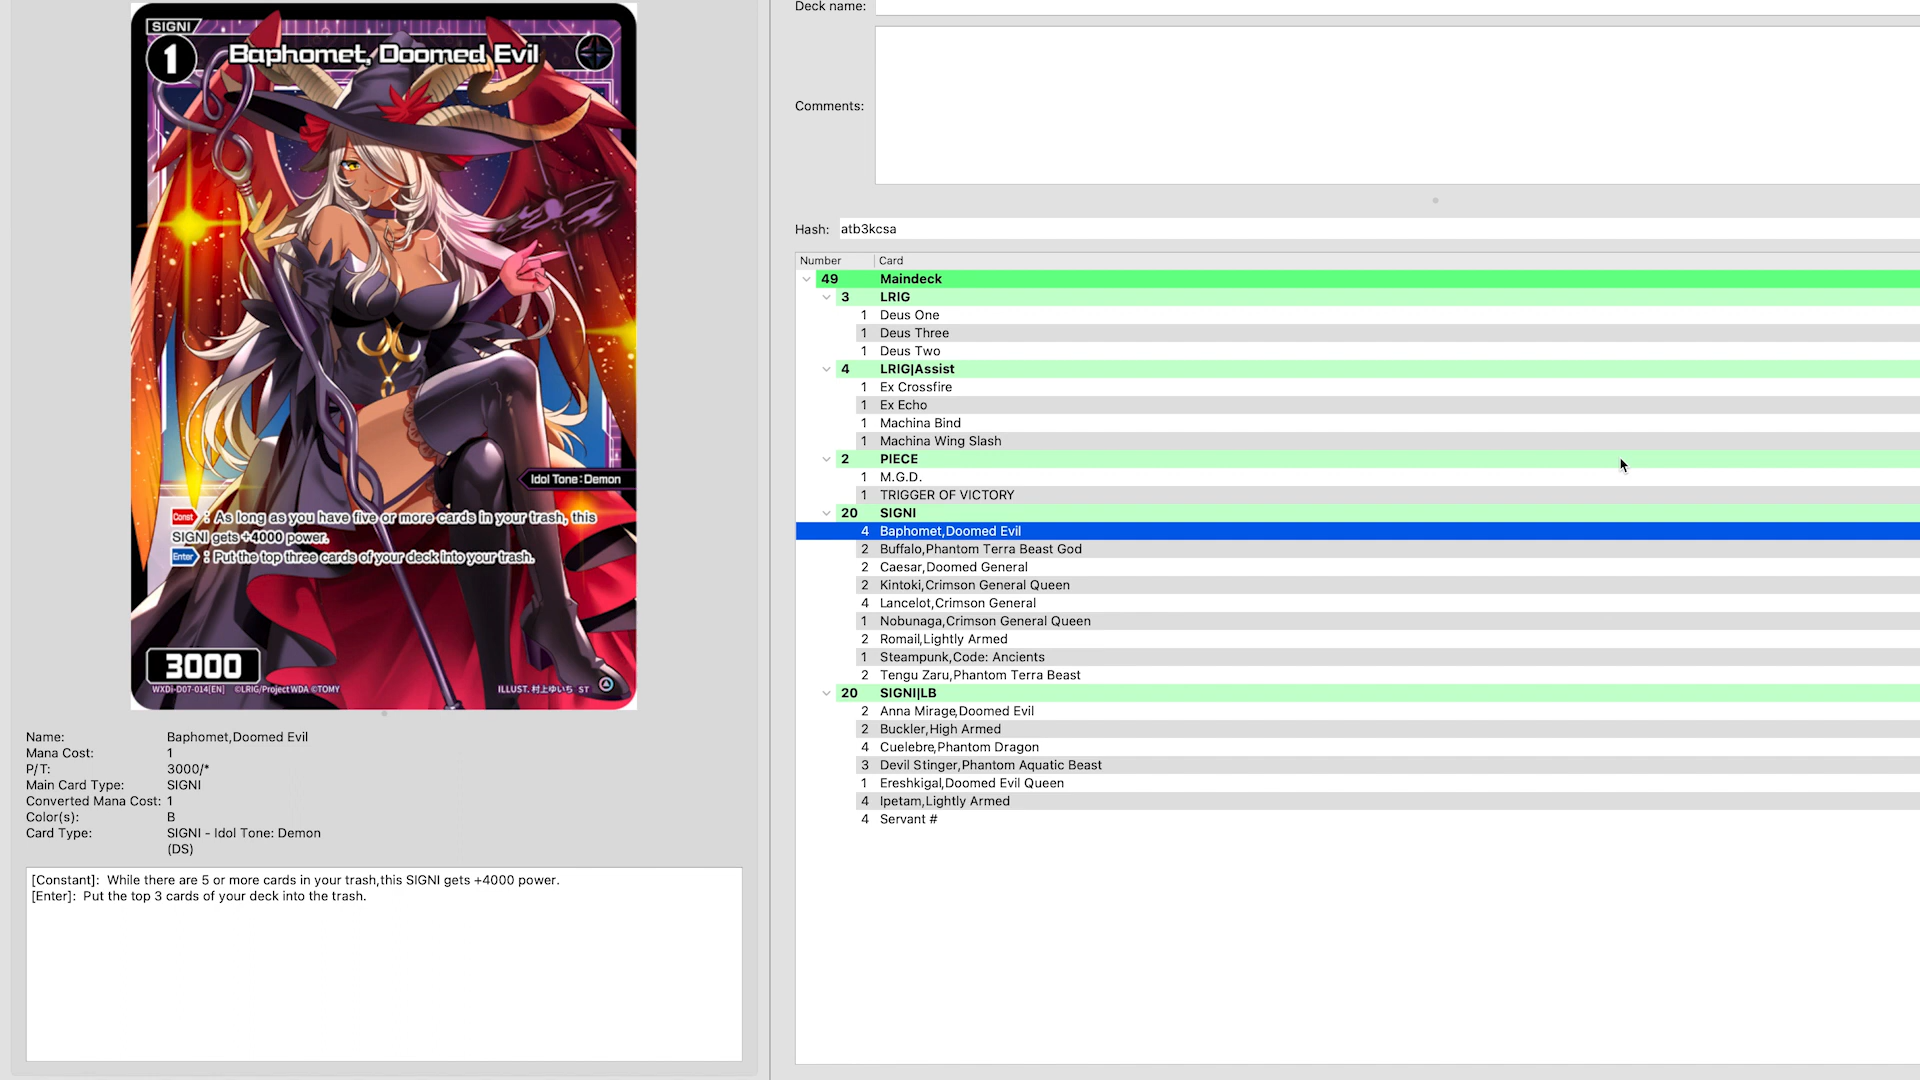 SIGNI
1
Baphomet, Doomed Evil
Idol Tone:Demon
Const : As long as you have five or more cards in your trash, this
SIGNI gets +4000 power.
Enter : Put the top three cards of your deck into your trash.
3000
WXDi-D07-014[EN] ©LRIG/Project WDA ©TOMY
ILLUST. 村上ゆいち ST
Name: Baphomet,Doomed Evil
Mana Cost: 1
P/T: 3000/*
Main Card Type: SIGNI
Converted Mana Cost: 1
Color(s): B
Card Type: SIGNI - Idol Tone: Demon
(DS)
[Constant]: While there are 5 or more cards in your trash,this SIGNI gets +4000 power.
[Enter]: Put the top 3 cards of your deck into the trash.
Deck name:
Comments:
Hash: atb3kcsa
Number Card
49 Maindeck
3 LRIG
1 Deus One
1 Deus Three
1 Deus Two
4 LRIG|Assist
1 Ex Crossfire
1 Ex Echo
1 Machina Bind
1 Machina Wing Slash
2 PIECE
1 M.G.D.
1 TRIGGER OF VICTORY
20 SIGNI
4 Baphomet,Doomed Evil
2 Buffalo,Phantom Terra Beast God
2 Caesar,Doomed General
2 Kintoki,Crimson General Queen
4 Lancelot,Crimson General
1 Nobunaga,Crimson General Queen
2 Romail,Lightly Armed
1 Steampunk,Code: Ancients
2 Tengu Zaru,Phantom Terra Beast
20 SIGNI|LB
2 Anna Mirage,Doomed Evil
2 Buckler,High Armed
4 Cuelebre,Phantom Dragon
3 Devil Stinger,Phantom Aquatic Beast
1 Ereshkigal,Doomed Evil Queen
4 Ipetam,Lightly Armed
4 Servant #